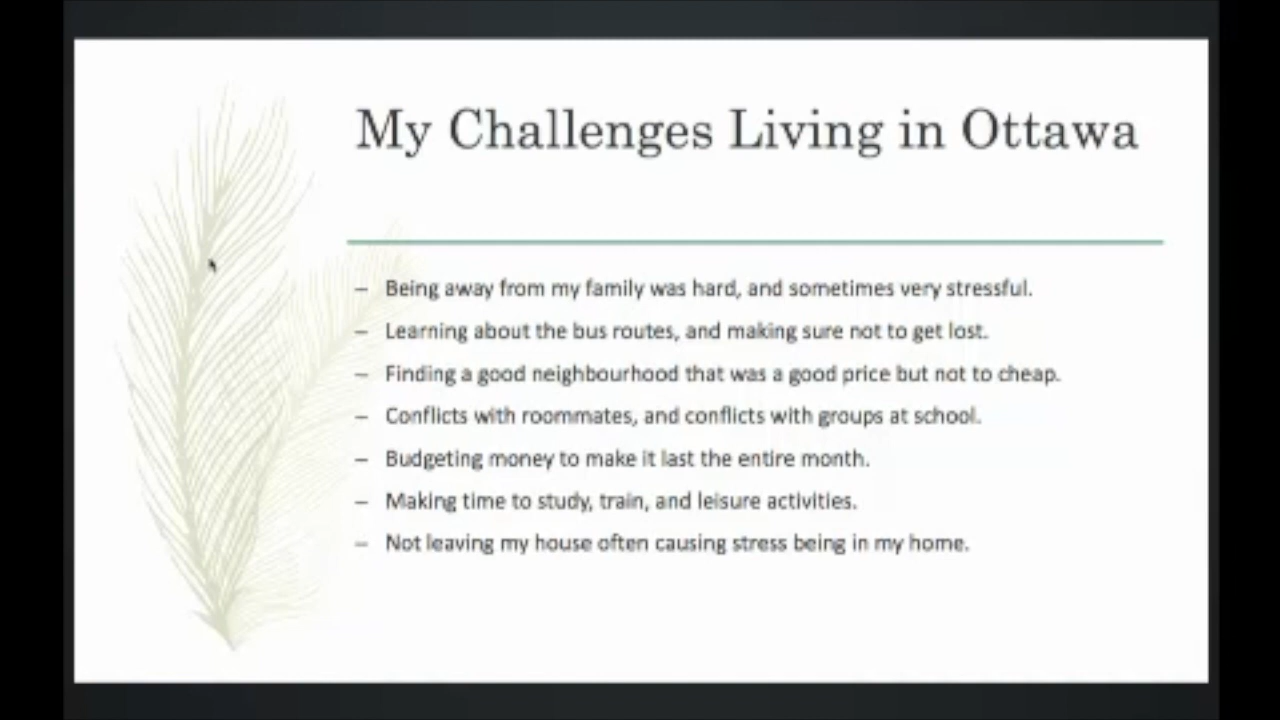 My Challenges Living in Ottawa
– Being away from my family was hard, and sometimes very stressful.
– Learning about the bus routes, and making sure not to get lost.
– Finding a good neighbourhood that was a good price but not to cheap.
– Conflicts with roommates, and conflicts with groups at school.
– Budgeting money to make it last the entire month.
– Making time to study, train, and leisure activities.
– Not leaving my house often causing stress being in my home.